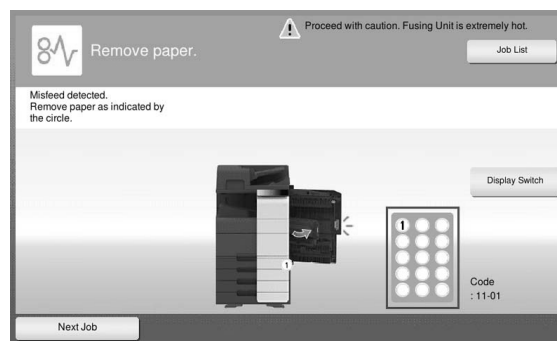 Proceed with caution. Fusing Unit is extremely hot.
Remove paper.
Job List
Misfeed detected.
Remove paper as indicated by
the circle.
Display Switch
1
1
Code
: 11-01
Next Job